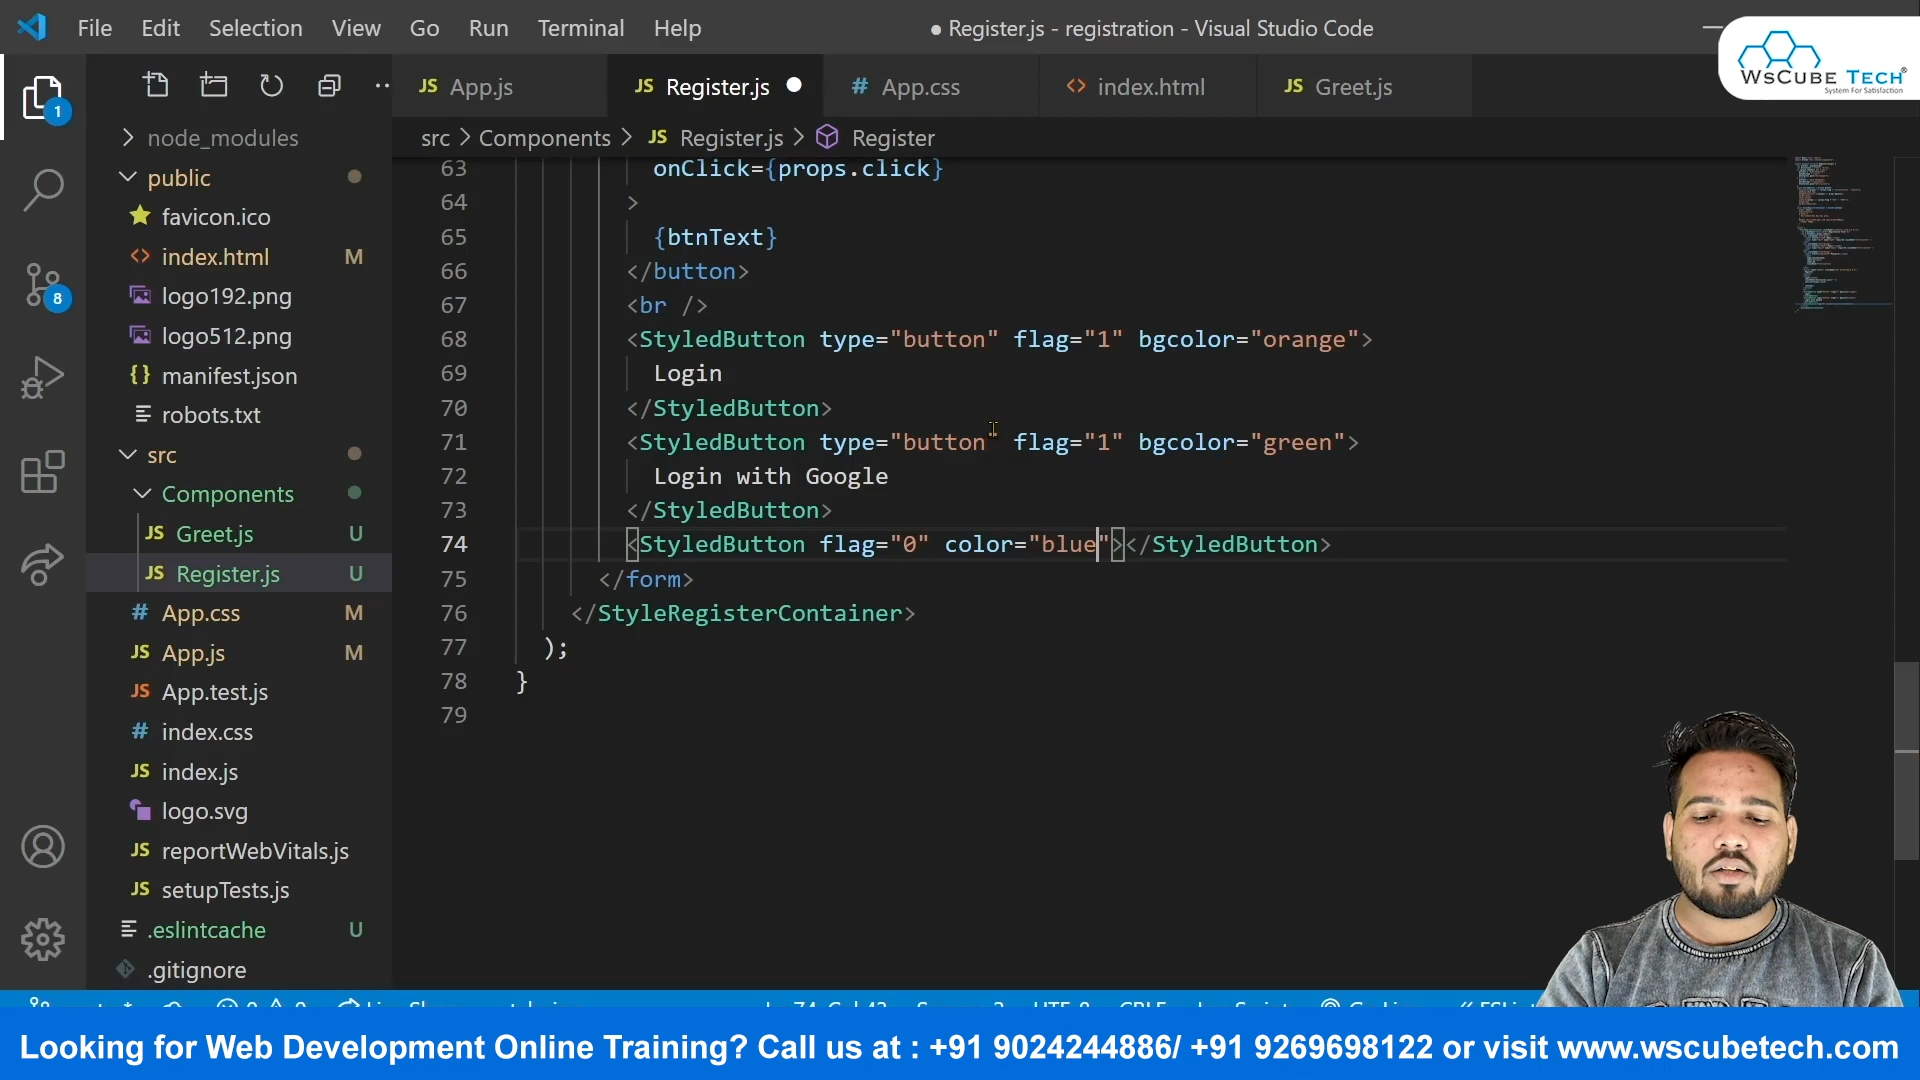 File Edit Selection View Go Run Terminal Help
● Register.js - registration - Visual Studio Code
WsCube Tech®
System For Satisfaction
1
JS App.js
JS Register.js
# App.css
<> index.html
JS Greet.js
src > Components > JS Register.js > Register
node_modules
public
favicon.ico
<> index.html M
logo192.png
logo512.png
{} manifest.json
robots.txt
src
Components
JS Greet.js U
JS Register.js U
# App.css M
JS App.js M
JS App.test.js
# index.css
JS index.js
logo.svg
JS reportWebVitals.js
JS setupTests.js
.eslintcache U
.gitignore
8
63 onClick={props.click}
64 >
65 {btnText}
66 </button>
67 <br />
68 <StyledButton type="button" flag="1" bgcolor="orange">
69 Login
70 </StyledButton>
71 <StyledButton type="button" flag="1" bgcolor="green">
72 Login with Google
73 </StyledButton>
74 <StyledButton flag="0" color="blue"></StyledButton>
75 </form>
76 </StyleRegisterContainer>
77 );
78 }
79
Looking for Web Development Online Training? Call us at : +91 9024244886/ +91 9269698122 or visit www.wscubetech.com